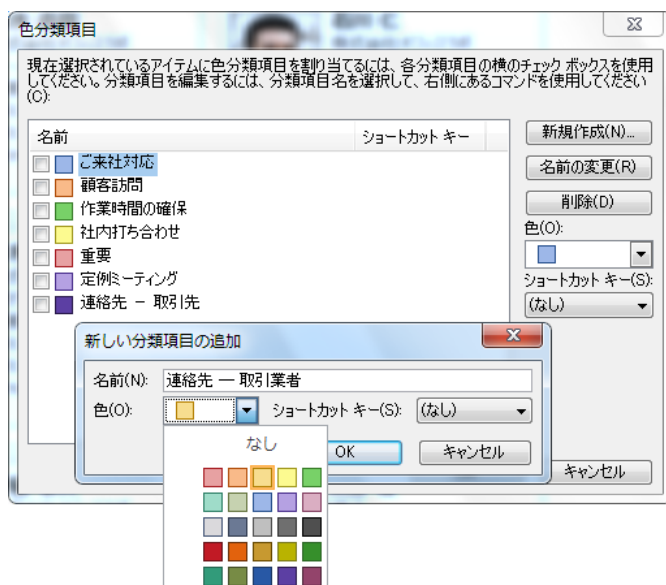 色分類項目
現在選択されているアイテムに色分類項目を割り当てるには、各分類項目の横のチェック ボックスを使用
してください。分類項目を編集するには、分類項目名を選択して、右側にあるコマンドを使用してください
(C):
名前 ショートカット キー
新規作成(N)...
ご来社対応
名前の変更(R)
顧客訪問
作業時間の確保
削除(D)
色(O):
社内打ち合わせ
重要
定例ミーティング
ショートカット キー(S):
連絡先 － 取引先
(なし)
新しい分類項目の追加
名前(N): 連絡先 ― 取引業者
色(O): ショートカット キー(S): (なし)
なし
OK キャンセル
キャンセル